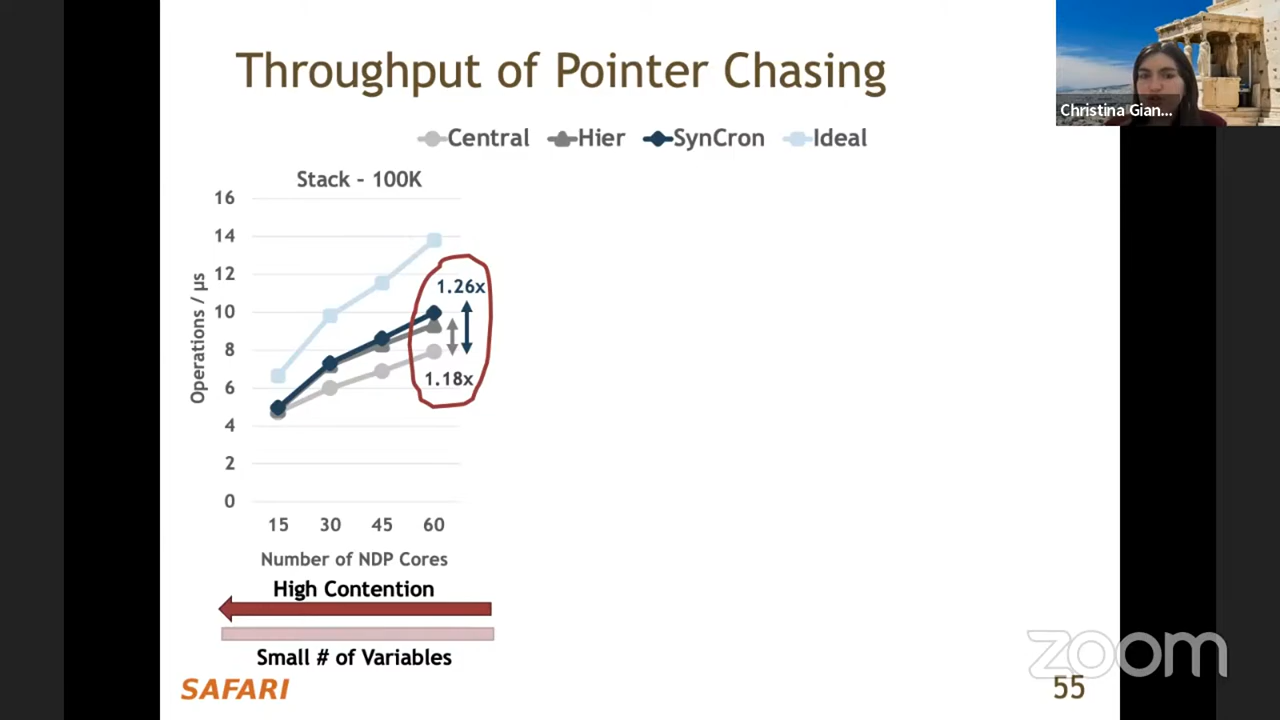 Throughput of Pointer Chasing
Christina Gian...
Central Hier SynCron Ideal
Stack - 100K
16
14
12
10
8
6
4
2
0
Operations / μs
1.26x
1.18x
15 30 45 60
Number of NDP Cores
High Contention
Small # of Variables
SAFARI
zoom
55